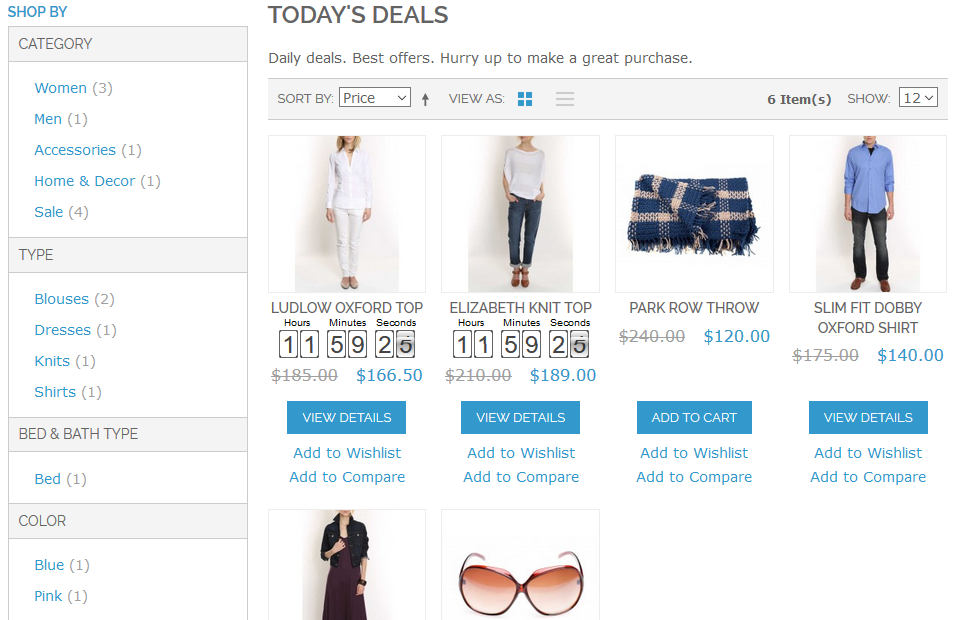 SHOP BY
CATEGORY
Women (3)
Men (1)
Accessories (1)
Home & Decor (1)
Sale (4)
TYPE
Blouses (2)
Dresses (1)
Knits (1)
Shirts (1)
BED & BATH TYPE
Bed (1)
COLOR
Blue (1)
Pink (1)
TODAY'S DEALS
Daily deals. Best offers. Hurry up to make a great purchase.
SORT BY: Price VIEW AS: 6 Item(s) SHOW: 12
LUDLOW OXFORD TOP
Hours Minutes Seconds
11 59 25
$185.00 $166.50
VIEW DETAILS
Add to Wishlist
Add to Compare
ELIZABETH KNIT TOP
Hours Minutes Seconds
11 59 25
$210.00 $189.00
VIEW DETAILS
Add to Wishlist
Add to Compare
PARK ROW THROW
$240.00 $120.00
ADD TO CART
Add to Wishlist
Add to Compare
SLIM FIT DOBBY
OXFORD SHIRT
$175.00 $140.00
VIEW DETAILS
Add to Wishlist
Add to Compare